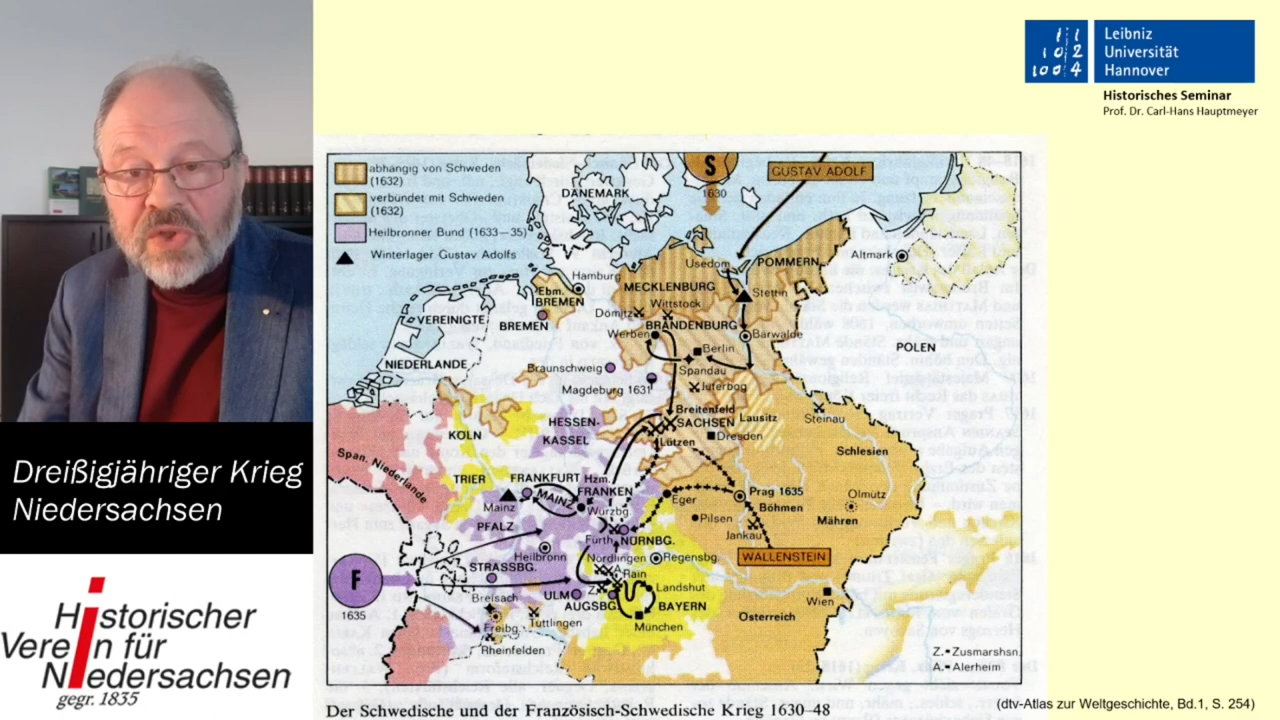 Leibniz
Universität
Hannover
Historisches Seminar
Prof. Dr. Carl-Hans Hauptmeyer
Dreißigjähriger Krieg
Niedersachsen
Historischer
Verein für
Niedersachsen
gegr. 1835
abhängig von Schweden
(1632)
verbündet mit Schweden
(1632)
Heilbronner Bund (1633—35)
Winterlager Gustav Adolfs
S
1630
GUSTAV ADOLF
DÄNEMARK
Altmark
Usedom
POMMERN
Hamburg
MECKLENBURG
Stettin
Ebm.
BREMEN
Wittstock
Dömitz
VEREINIGTE
BREMEN
BRANDENBURG
Werben
Bärwalde
POLEN
Berlin
NIEDERLANDE
Braunschweig
Spandau
Magdeburg 1631
Jüterbog
Breitenfeld
SACHSEN
Lausitz
Steinau
HESSEN-
KASSEL
KÖLN
Lützen
Dresden
Schlesien
Span. Niederlande
TRIER
FRANKFURT
Hzm.
FRANKEN
MAINZ
Mainz
Würzbg.
Eger
Prag 1635
Böhmen
Olmütz
Mähren
PFALZ
Pilsen
Jankau
Fürth
NÜRNBG.
Heilbronn
Nördlingen
Regensbg.
WALLENSTEIN
F
1635
STRASSBG.
A.
Rain
Z.
Landshut
ULM
AUGSBG.
BAYERN
Breisach
Wien
Freibg.
Tuttlingen
München
Österreich
Rheinfelden
Z.=Zusmarshsn.
A.=Alerheim
Der Schwedische und der Französisch-Schwedische Krieg 1630–48
(dtv-Atlas zur Weltgeschichte, Bd.1, S. 254)